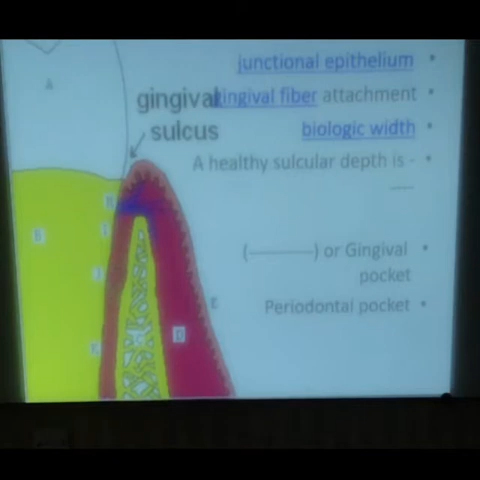 A
gingival
sulcus
junctional epithelium •
gingival fiber attachment •
biologic width •
A healthy sulcular depth is - •
----
(----------) or Gingival •
pocket
Periodontal pocket •
H
B
I
J
E
D
C